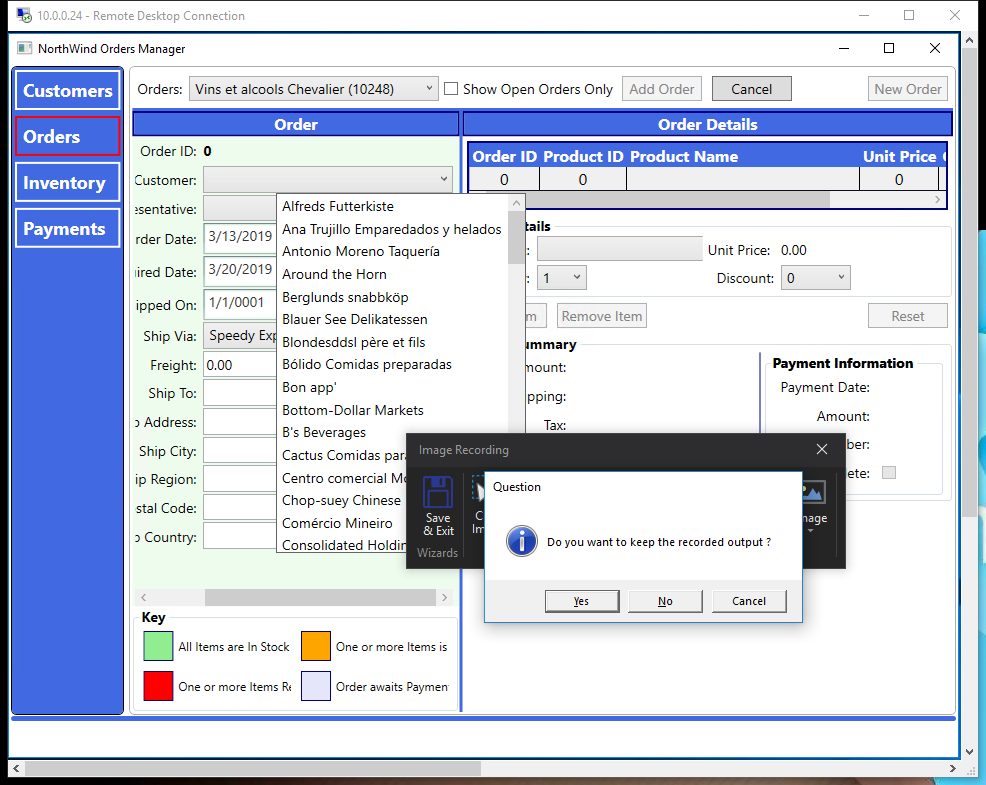 10.0.0.24 - Remote Desktop Connection
NorthWind Orders Manager
Customers
Orders
Inventory
Payments
Orders: Vins et alcools Chevalier (10248) Show Open Orders Only Add Order Cancel New Order
Order
Order ID: 0
Customer:
esentative:
rder Date: 3/13/2019
uired Date: 3/20/2019
ipped On: 1/1/0001
Ship Via: Speedy Exp
Freight: 0.00
Ship To:
o Address:
Ship City:
ip Region:
stal Code:
o Country:
Alfreds Futterkiste
Ana Trujillo Emparedados y helados
Antonio Moreno Taquería
Around the Horn
Berglunds snabbköp
Blauer See Delikatessen
Blondesddsl père et fils
Bólido Comidas preparadas
Bon app'
Bottom-Dollar Markets
B's Beverages
Cactus Comidas par
Centro comercial Mo
Chop-suey Chinese
Comércio Mineiro
Consolidated Holdin
Key
All Items are In Stock
One or more Items is
One or more Items Re
Order awaits Paymen
Order Details
Order ID Product ID Product Name Unit Price
0 0 0
tails
: Unit Price: 0.00
: 1 Discount: 0
m Remove Item Reset
ummary
mount:
pping:
Tax:
Payment Information
Payment Date:
Amount:
ber:
ete:
Image Recording
Save
& Exit
Wizards
C
Im
mage
Question
Do you want to keep the recorded output ?
Yes No Cancel